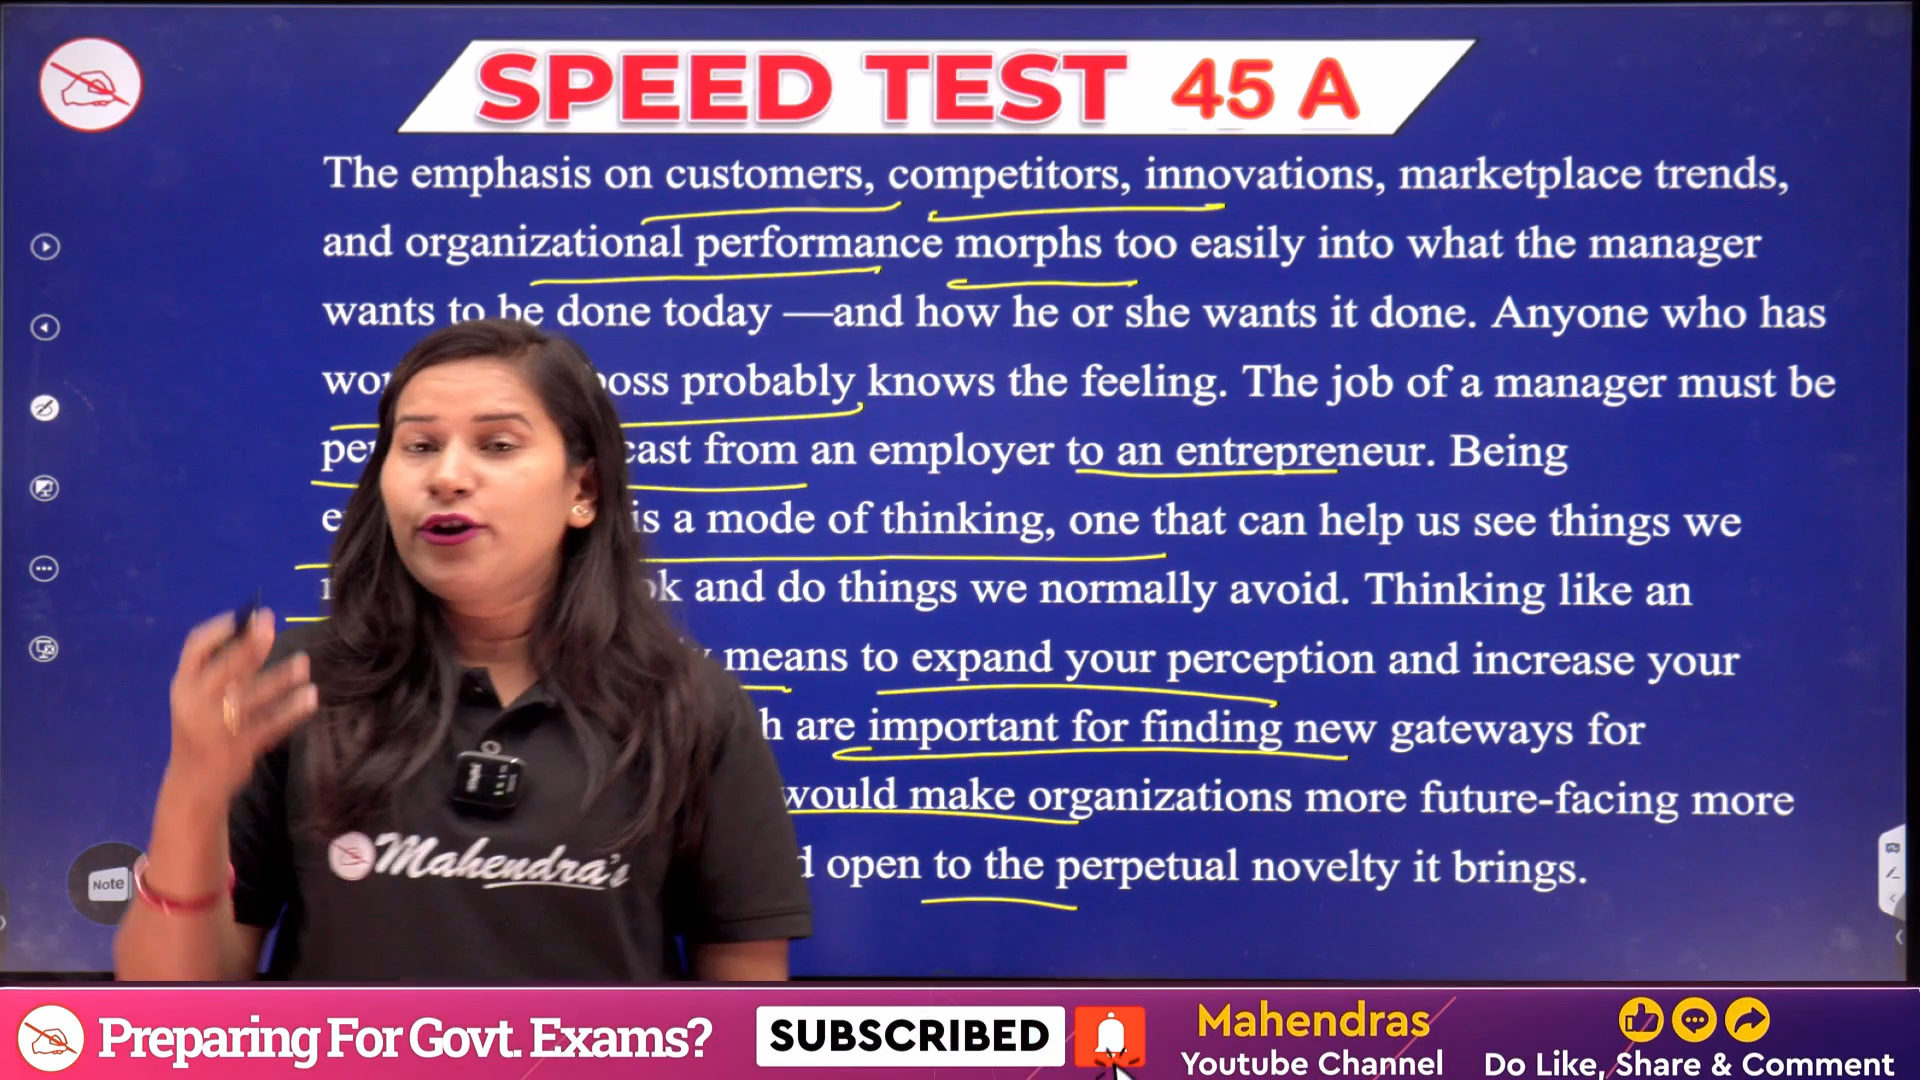 SPEED TEST 45 A
The emphasis on customers, competitors, innovations, marketplace trends,
and organizational performance morphs too easily into what the manager
wants to be done today —and how he or she wants it done. Anyone who has
boss probably knows the feeling. The job of a manager must be
cast from an employer to an entrepreneur. Being
is a mode of thinking, one that can help us see things we
and do things we normally avoid. Thinking like an
means to expand your perception and increase your
are important for finding new gateways for
would make organizations more future-facing more
open to the perpetual novelty it brings.
Note
Mahendra's
Preparing For Govt. Exams?
SUBSCRIBED
Mahendras
Youtube Channel
Do Like, Share & Comment